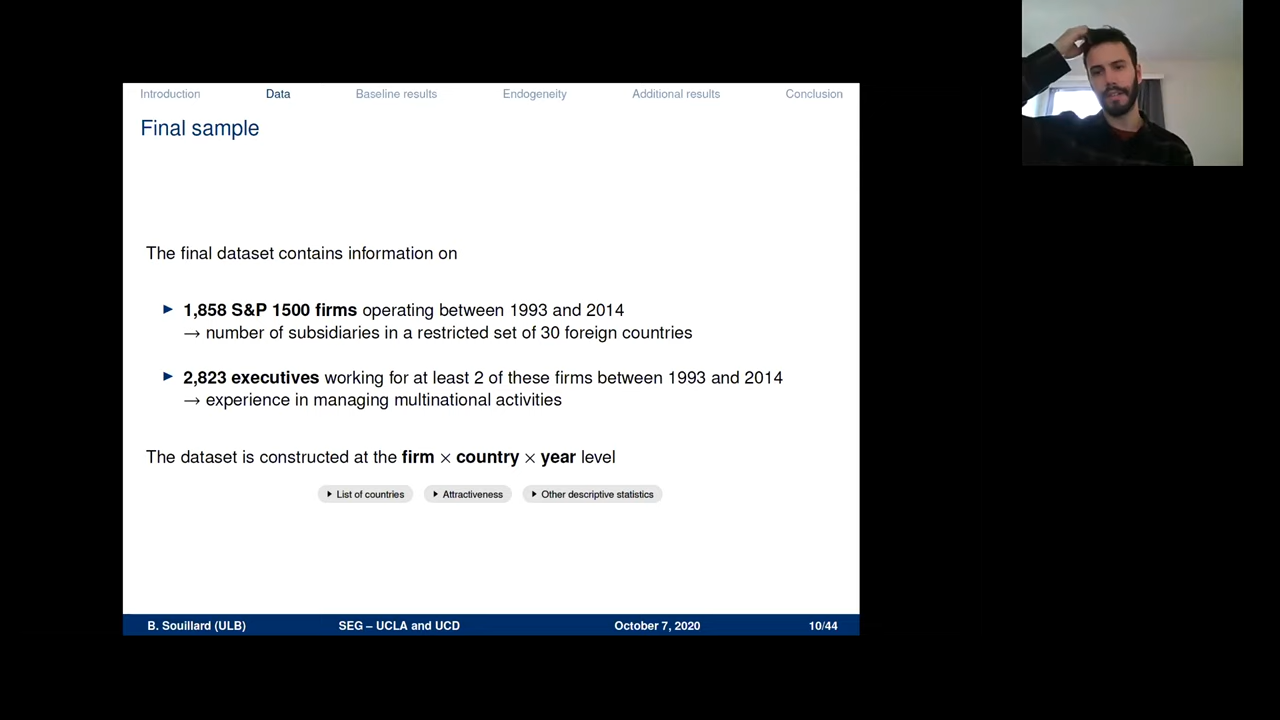 Introduction Data Baseline results Endogeneity Additional results Conclusion
Final sample
The final dataset contains information on
▶ 1,858 S&P 1500 firms operating between 1993 and 2014
→ number of subsidiaries in a restricted set of 30 foreign countries
▶ 2,823 executives working for at least 2 of these firms between 1993 and 2014
→ experience in managing multinational activities
The dataset is constructed at the firm × country × year level
▶ List of countries ▶ Attractiveness ▶ Other descriptive statistics
B. Souillard (ULB) SEG – UCLA and UCD October 7, 2020 10/44